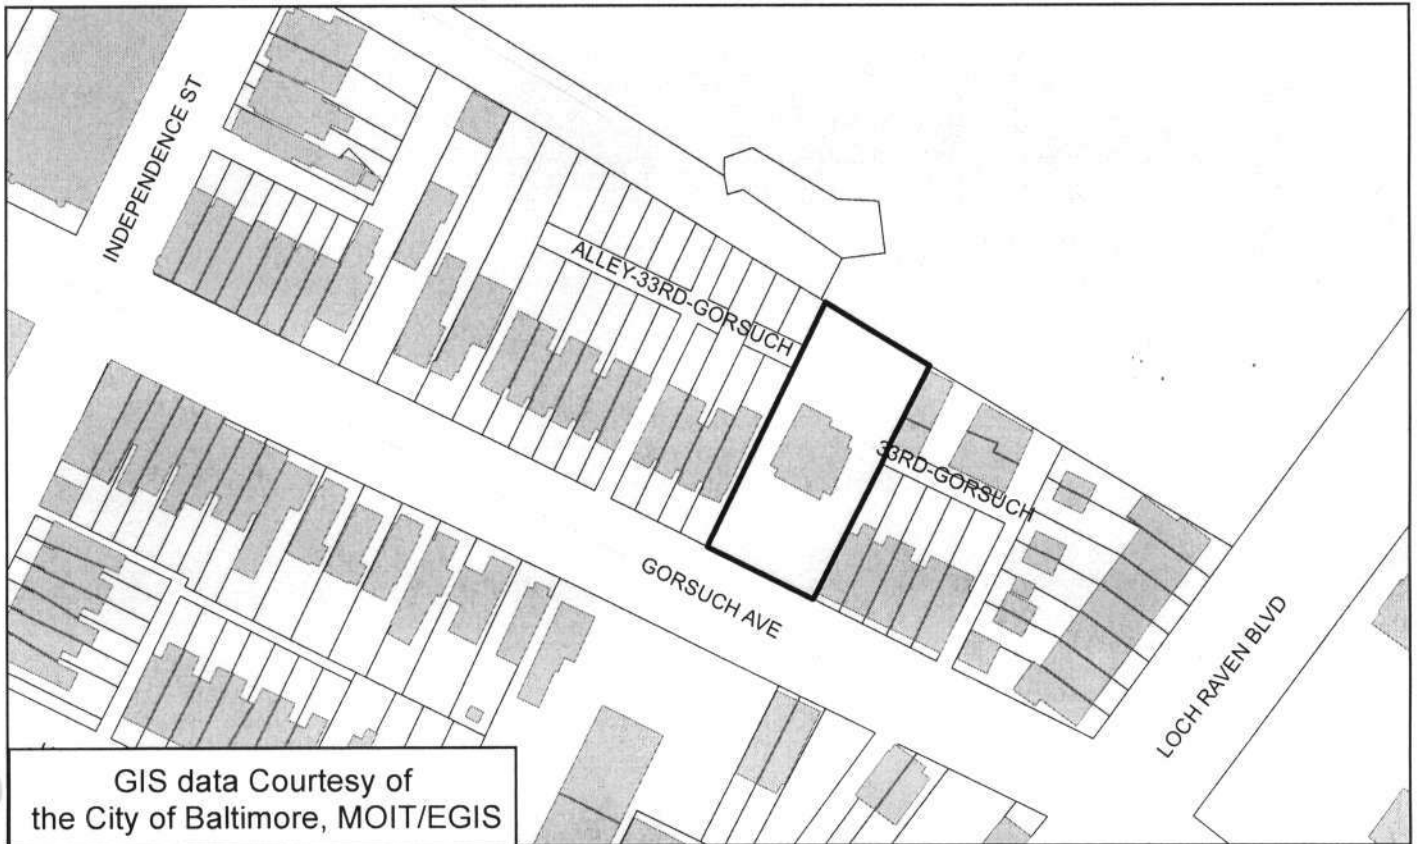 INDEPENDENCE ST
ALLEY-33RD-GORSUCH
33RD-GORSUCH
GORSUCH AVE
LOCH RAVEN BLVD
GIS data Courtesy of
the City of Baltimore, MOIT/EGIS